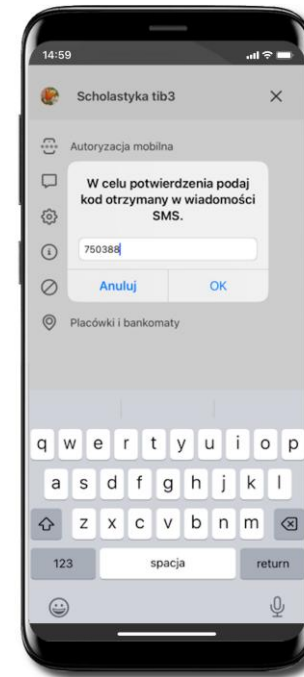 14:59
Scholastyka tib3
Autoryzacja mobilna
W celu potwierdzenia podaj
kod otrzymany w wiadomości
SMS.
750388
Anuluj OK
Placówki i bankomaty
q w e r t y u i o p
a s d f g h j k l
z x c v b n m
123 spacja return